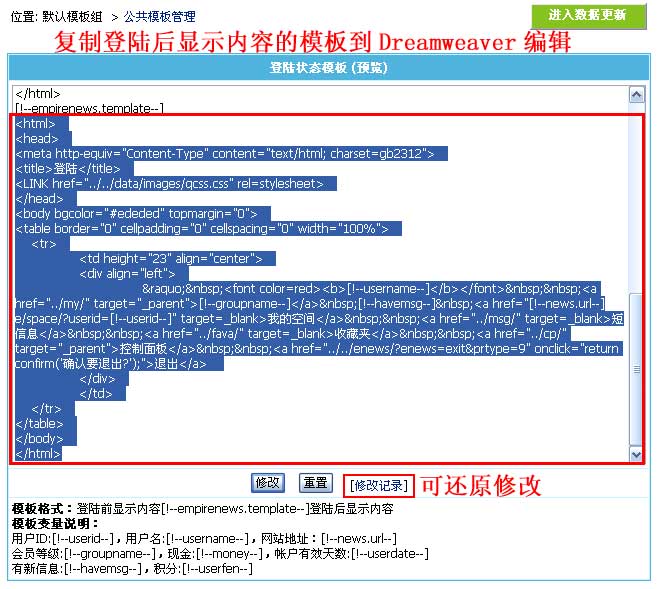 位置: 默认模板组 > 公共模板管理
进入数据更新
复制登陆后显示内容的模板到 Dreamweaver 编辑
登陆状态模板 (预览)
</html>
[!--empirenews.template--]
<html>
<head>
<meta http-equiv="Content-Type" content="text/html; charset=gb2312">
<title>登陆</title>
<LINK href="../../data/images/qcss.css" rel=stylesheet>
</head>
<body bgcolor="#ededed" topmargin="0">
<table border="0" cellpadding="0" cellspacing="0" width="100%">
<tr>
<td height="23" align="center">
<div align="left">
&raquo;&nbsp;<font color=red><b>[!--username--]</b></font>&nbsp;&nbsp;<a
href="../my/" target="_parent">[!--groupname--]</a>&nbsp;[!--havemsg--]&nbsp;<a href="[!--news.url--]
e/space/?userid=[!--userid--]" target=_blank>我的空间</a>&nbsp;&nbsp;<a href="../msg/" target=_blank>短
信息</a>&nbsp;&nbsp;<a href="../fava/" target=_blank>收藏夹</a>&nbsp;&nbsp;<a href="../cp/"
target="_parent">控制面板</a>&nbsp;&nbsp;<a href="../../enews/?enews=exit&prtype=9" onclick="return
confirm('确认要退出?');">退出</a>
</div>
</td>
</tr>
</table>
</body>
</html>
修改 重置 [修改记录] 可还原修改
模板格式：登陆前显示内容[!--empirenews.template--]登陆后显示内容
模板变量说明：
用户ID:[!--userid--]，用户名:[!--username--]，网站地址：[!--news.url--]
会员等级:[!--groupname--]，现金:[!--money--]，帐户有效天数:[!--userdate--]
有新信息:[!--havemsg--]，积分:[!--userfen--]